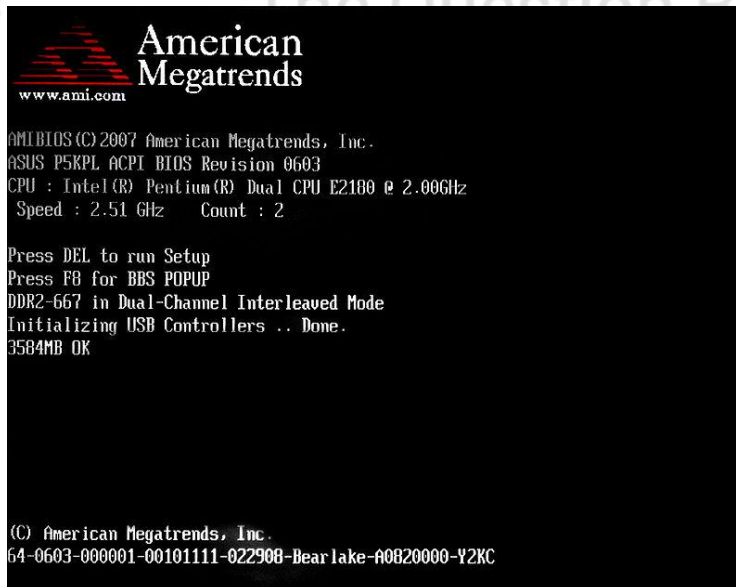 American
Megatrends
www.ami.com
AMIBIOS(C)2007 American Megatrends, Inc.
ASUS P5KPL ACPI BIOS Revision 0603
CPU : Intel(R) Pentium(R) Dual CPU E2180 @ 2.00GHz
Speed : 2.51 GHz Count : 2
Press DEL to run Setup
Press F8 for BBS POPUP
DDR2-667 in Dual-Channel Interleaved Mode
Initializing USB Controllers .. Done.
3584MB OK
(C) American Megatrends, Inc.
64-0603-000001-00101111-022908-Bearlake-A0820000-Y2KC